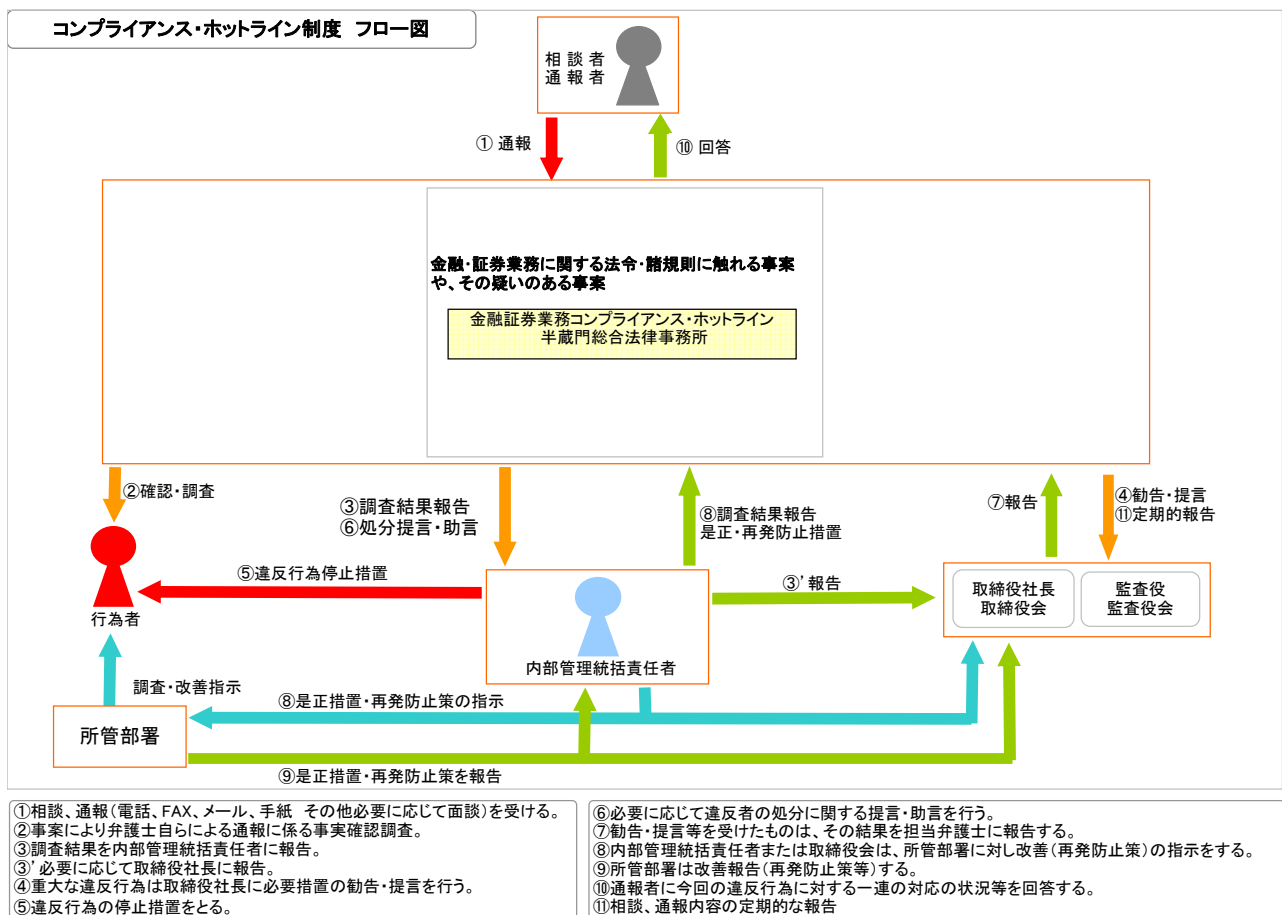 コンプライアンス・ホットライン制度 フロー図
相 談 者
通 報 者
① 通報
⑩ 回答
金融・証券業務に関する法令・諸規則に触れる事案
や、その疑いのある事案
金融証券業務コンプライアンス・ホットライン
半蔵門総合法律事務所
②確認・調査
③調査結果報告
⑥処分提言・助言
⑧調査結果報告
是正・再発防止措置
⑦報告
④勧告・提言
⑪定期的報告
⑤違反行為停止措置
③’報告
取締役社長
取締役会
監査役
監査役会
行為者
内部管理統括責任者
調査・改善指示
⑧是正措置・再発防止策の指示
所管部署
⑨是正措置・再発防止策を報告
①相談、通報(電話、FAX、メール、手紙 その他必要に応じて面談)を受ける。
②事案により弁護士自らによる通報に係る事実確認調査。
③調査結果を内部管理統括責任者に報告。
③’必要に応じて取締役社長に報告。
④重大な違反行為は取締役社長に必要措置の勧告・提言を行う。
⑤違反行為の停止措置をとる。
⑥必要に応じて違反者の処分に関する提言・助言を行う。
⑦勧告・提言等を受けたものは、その結果を担当弁護士に報告する。
⑧内部管理統括責任者または取締役会は、所管部署に対し改善(再発防止策)の指示をする。
⑨所管部署は改善報告(再発防止策等)する。
⑩通報者に今回の違反行為に対する一連の対応の状況等を回答する。
⑪相談、通報内容の定期的な報告